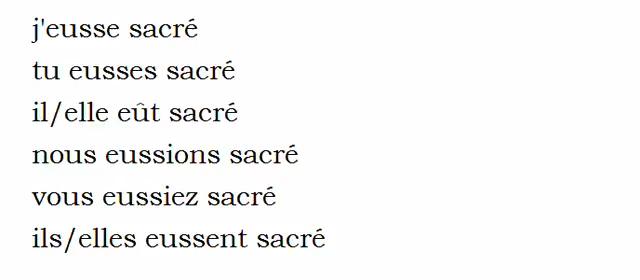 j'eusse sacré
tu eusses sacré
il/elle eût sacré
nous eussions sacré
vous eussiez sacré
ils/elles eussent sacré